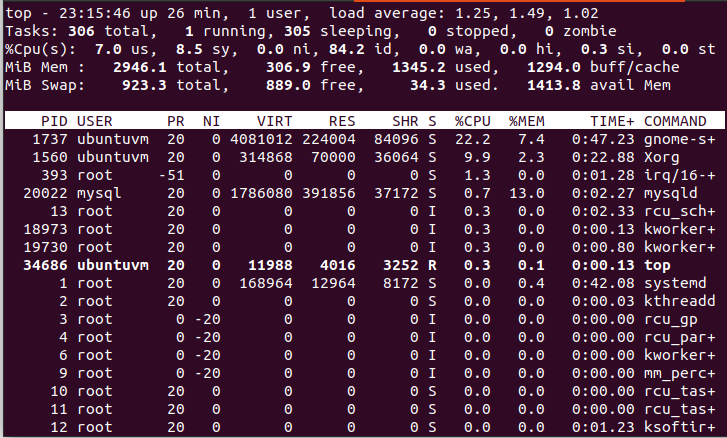 top - 23:15:46 up 26 min,  1 user,  load average: 1.25, 1.49, 1.02
Tasks: 306 total,   1 running, 305 sleeping,   0 stopped,   0 zombie
%Cpu(s):  7.0 us,  8.5 sy,  0.0 ni, 84.2 id,  0.0 wa,  0.0 hi,  0.3 si,  0.0 st
MiB Mem :   2946.1 total,    306.9 free,   1345.2 used,   1294.0 buff/cache
MiB Swap:    923.3 total,    889.0 free,     34.3 used.   1413.8 avail Mem
PID USER      PR  NI    VIRT    RES    SHR S  %CPU  %MEM     TIME+ COMMAND
1737 ubuntuvm  20   0 4081012 224004  84096 S  22.2   7.4   0:47.23 gnome-s+
1560 ubuntuvm  20   0  314868  70000  36064 S   9.9   2.3   0:22.88 Xorg
393 root     -51   0       0      0      0 S   1.3   0.0   0:01.28 irq/16-+
20022 mysql     20   0 1786080 391856  37172 S   0.7  13.0   0:02.27 mysqld
13 root      20   0       0      0      0 I   0.3   0.0   0:02.33 rcu_sch+
18973 root      20   0       0      0      0 I   0.3   0.0   0:00.13 kworker+
19730 root      20   0       0      0      0 I   0.3   0.0   0:00.80 kworker+
34686 ubuntuvm  20   0   11988   4016   3252 R   0.3   0.1   0:00.13 top
1 root      20   0  168964  12964   8172 S   0.0   0.4   0:42.08 systemd
2 root      20   0       0      0      0 S   0.0   0.0   0:00.03 kthreadd
3 root       0 -20       0      0      0 I   0.0   0.0   0:00.00 rcu_gp
4 root       0 -20       0      0      0 I   0.0   0.0   0:00.00 rcu_par+
6 root       0 -20       0      0      0 I   0.0   0.0   0:00.00 kworker+
9 root       0 -20       0      0      0 I   0.0   0.0   0:00.00 mm_perc+
10 root      20   0       0      0      0 S   0.0   0.0   0:00.00 rcu_tas+
11 root      20   0       0      0      0 S   0.0   0.0   0:00.00 rcu_tas+
12 root      20   0       0      0      0 S   0.0   0.0   0:01.23 ksoftir+